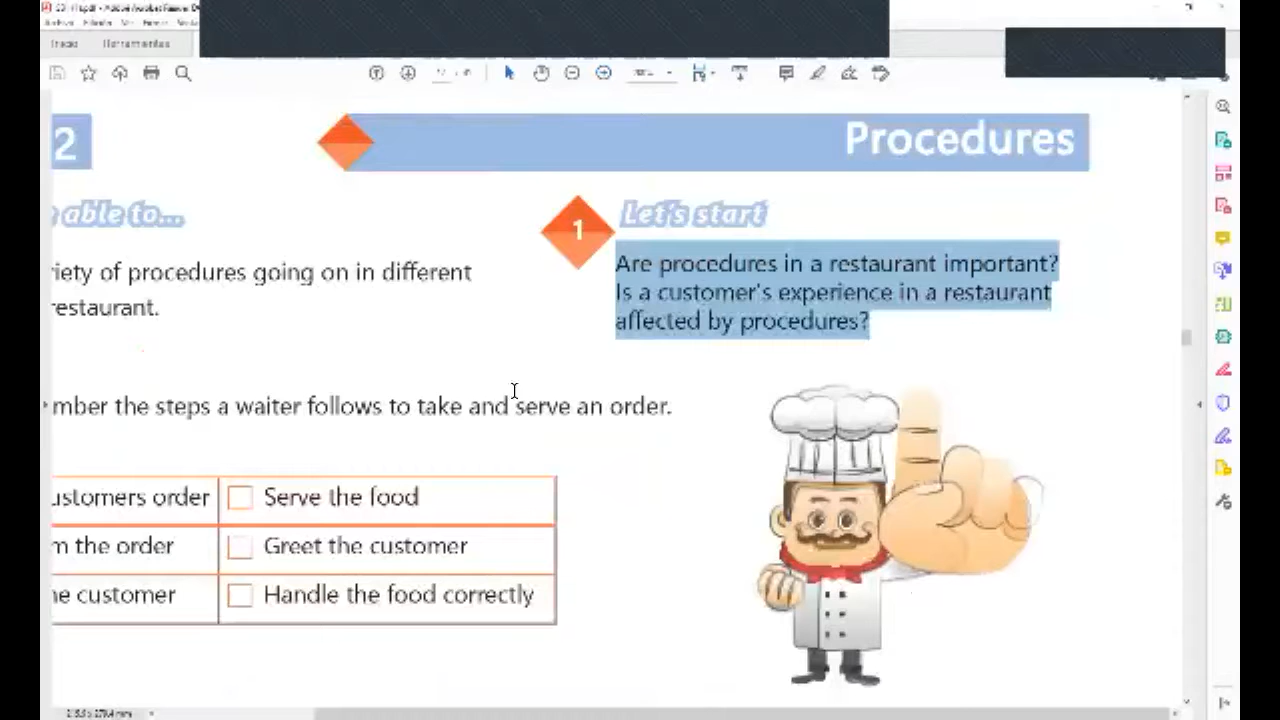 Herramientas
2
Procedures
able to...
1
Let's start
riety of procedures going on in different
restaurant.
Are procedures in a restaurant important?
Is a customer's experience in a restaurant
affected by procedures?
mber the steps a waiter follows to take and serve an order.
ustomers order
Serve the food
m the order
Greet the customer
he customer
Handle the food correctly